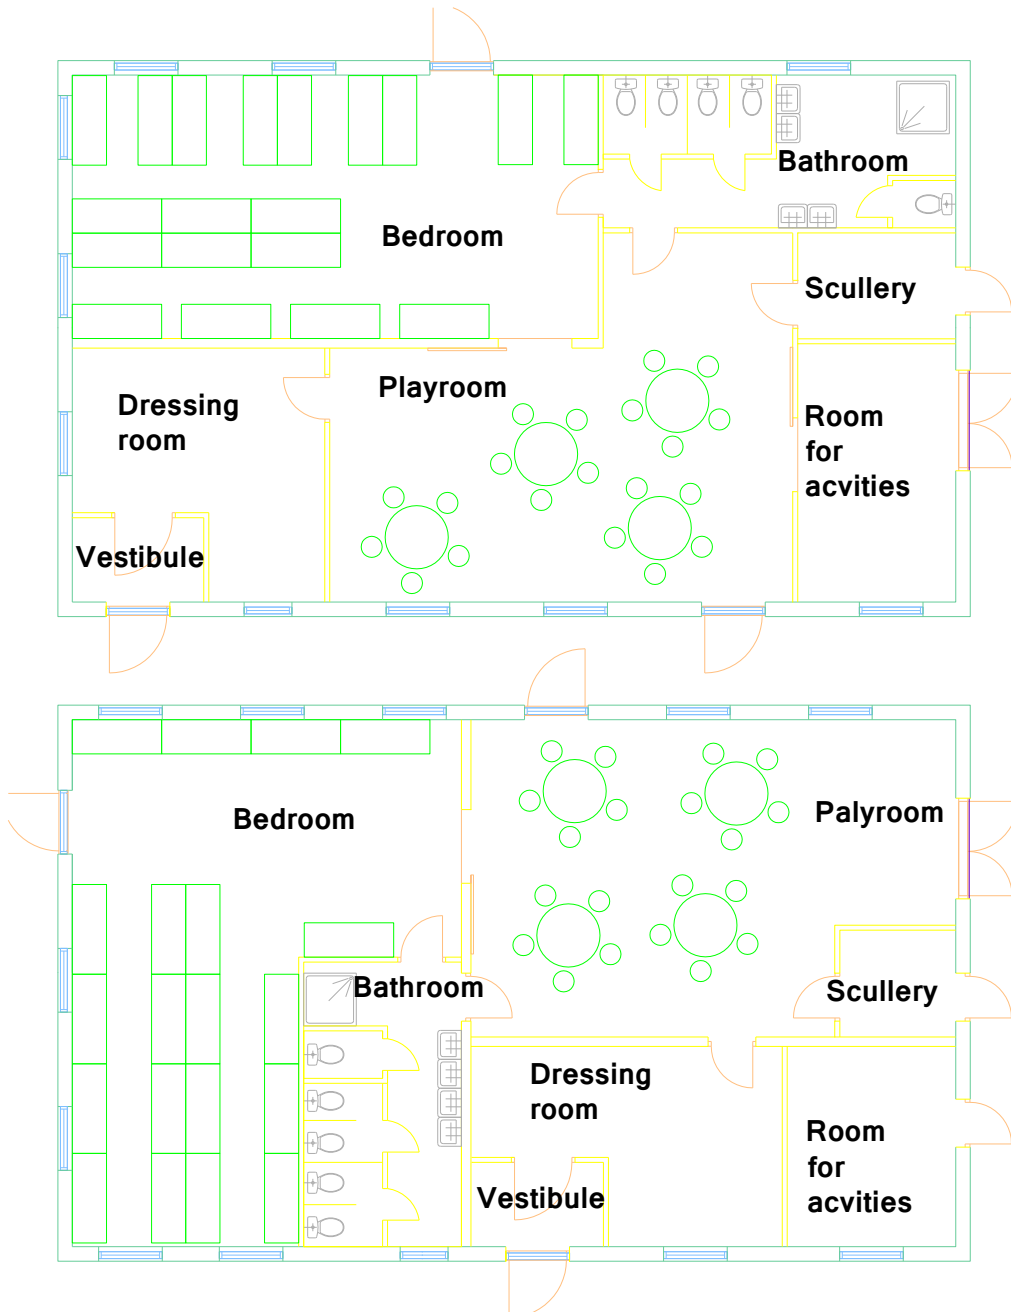 Bathroom
Bedroom
Scullery
Playroom
Dressing
room
Room
for
acvities
Vestibule
Bedroom
Palyroom
Bathroom
Scullery
Dressing
room
Room
for
acvities
Vestibule